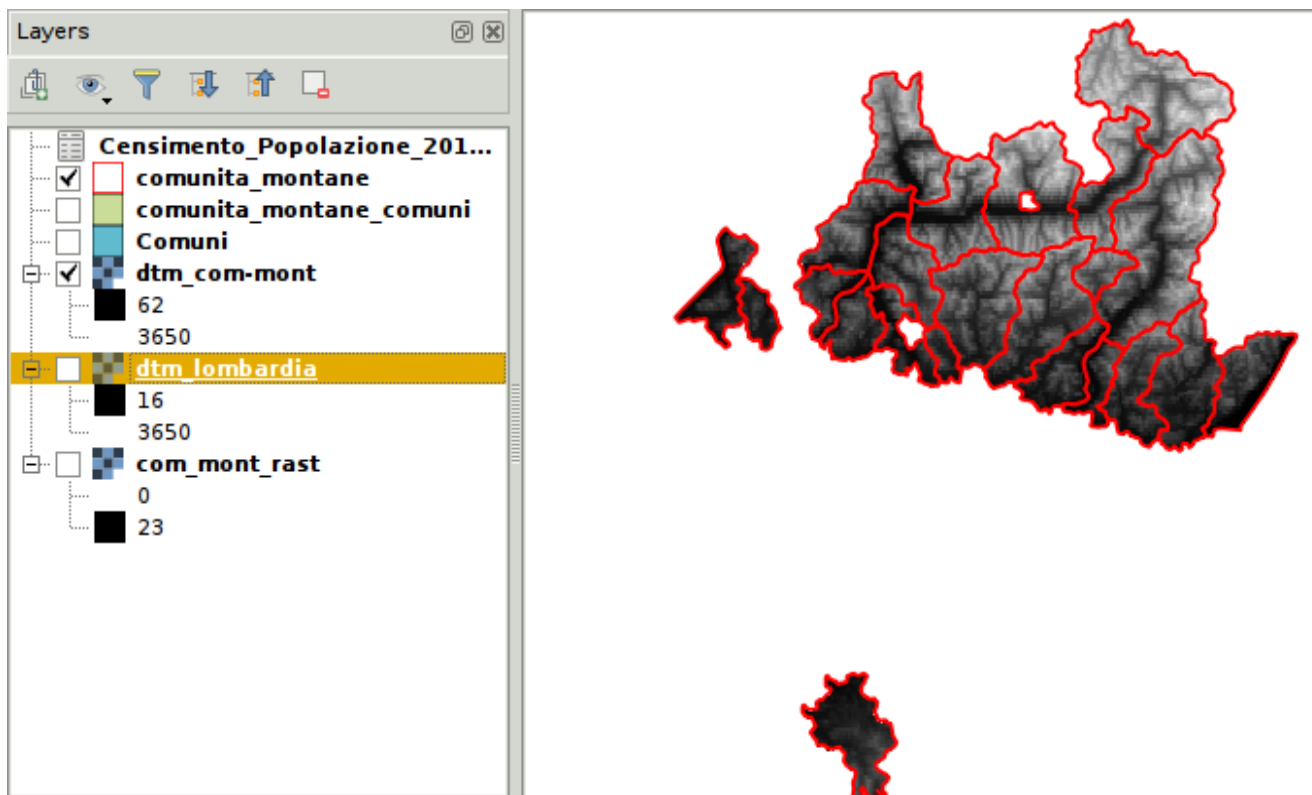 Layers
Censimento_Popolazione_201...
comunita_montane
comunita_montane_comuni
Comuni
dtm_com-mont
62
3650
dtm_lombardia
16
3650
com_mont_rast
0
23